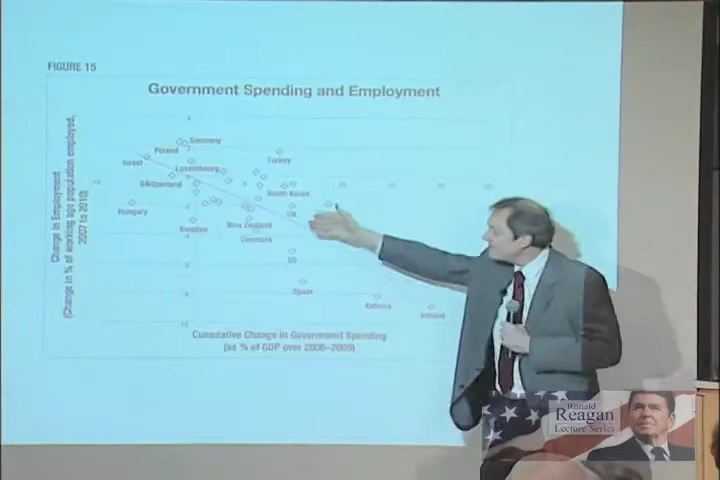 FIGURE 15
Government Spending and Employment
Change in Employment
(Change in % of working age population employed,
2007 to 2010)
Germany
Poland
Israel
Luxembourg
Turkey
Switzerland
South Korea
Hungary
UK
New Zealand
Sweden
Denmark
US
Spain
Estonia
Ireland
Cumulative Change in Government Spending
(as % of GDP over 2006–2009)
Ronald
Reagan
Lecture Series